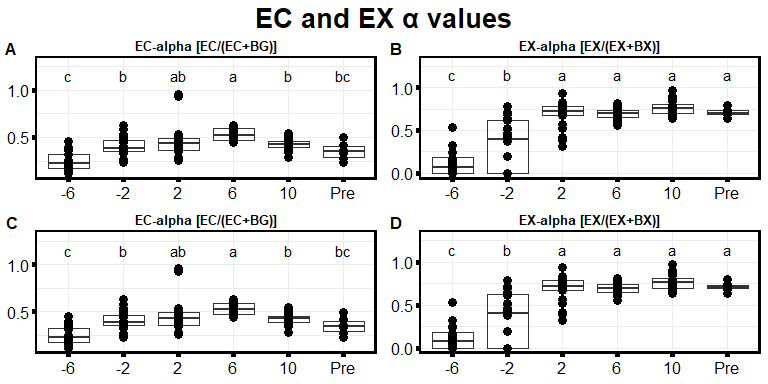 EC and EX α values
A EC-alpha [EC/(EC+BG)]
c b ab a b bc
1.0
0.5
-6 -2 2 6 10 Pre
B EX-alpha [EX/(EX+BX)]
c b a a a a
1.0
0.5
0.0
-6 -2 2 6 10 Pre
C EC-alpha [EC/(EC+BG)]
c b ab a b bc
1.0
0.5
-6 -2 2 6 10 Pre
D EX-alpha [EX/(EX+BX)]
c b a a a a
1.0
0.5
0.0
-6 -2 2 6 10 Pre